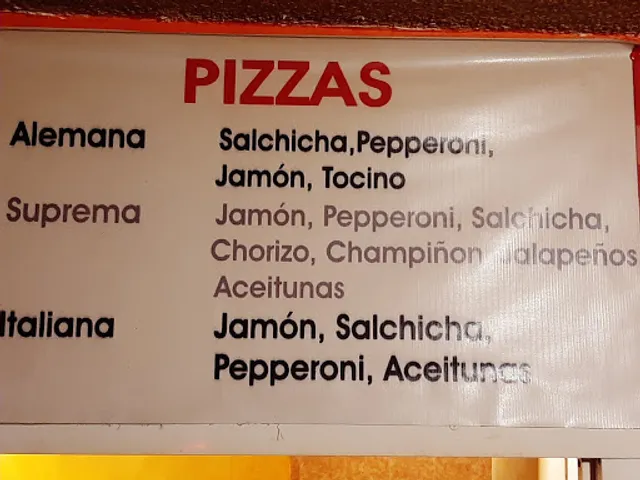 PIZZAS
Alemana Salchicha,Pepperoni,
Jamón, Tocino
Suprema Jamón, Pepperoni, Salchicha,
Chorizo, Champiñon, Jalapeños
Aceitunas
Italiana Jamón, Salchicha,
Pepperoni, Aceitunas